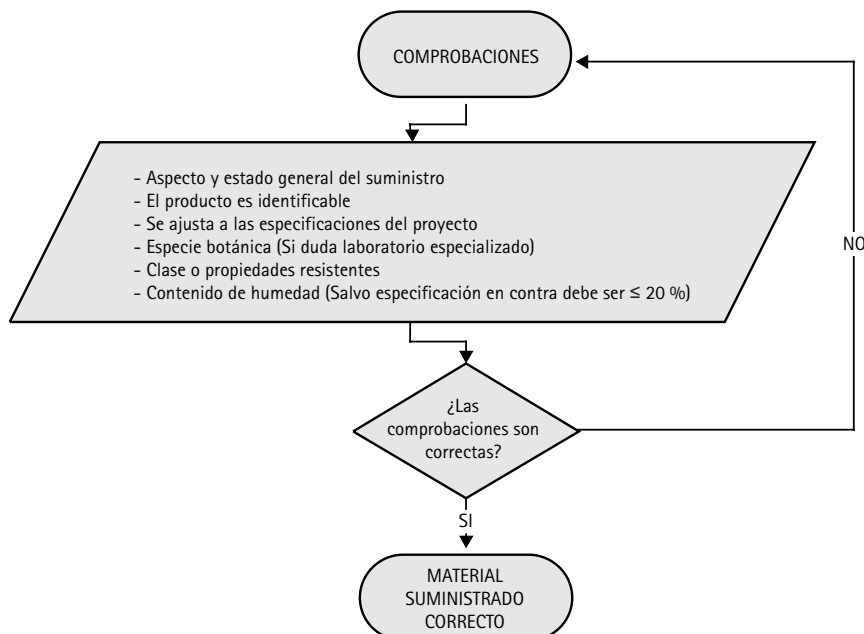 COMPROBACIONES
- Aspecto y estado general del suministro
- El producto es identificable
- Se ajusta a las especificaciones del proyecto
- Especie botánica (Si duda laboratorio especializado)
- Clase o propiedades resistentes
- Contenido de humedad (Salvo especificación en contra debe ser ≤ 20 %)
NO
¿Las
comprobaciones son
correctas?
SI
MATERIAL
SUMINISTRADO
CORRECTO